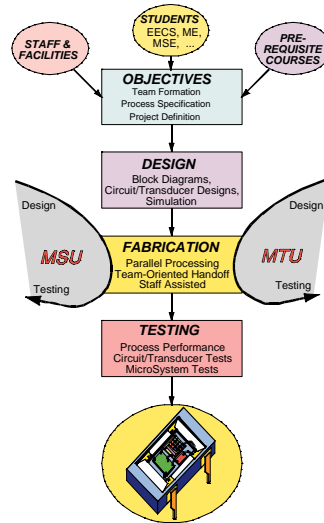 STUDENTS
EECS, ME,
MSE, ...
STAFF &
FACILITIES
PRE-
REQUISITE
COURSES
OBJECTIVES
Team Formation
Process Specification
Project Definition
DESIGN
Block Diagrams,
Circuit/Transducer Designs,
Simulation
Design
MSU
Testing
FABRICATION
Parallel Processing
Team-Oriented Handoff
Staff Assisted
Design
MTU
Testing
TESTING
Process Performance
Circuit/Transducer Tests
MicroSystem Tests